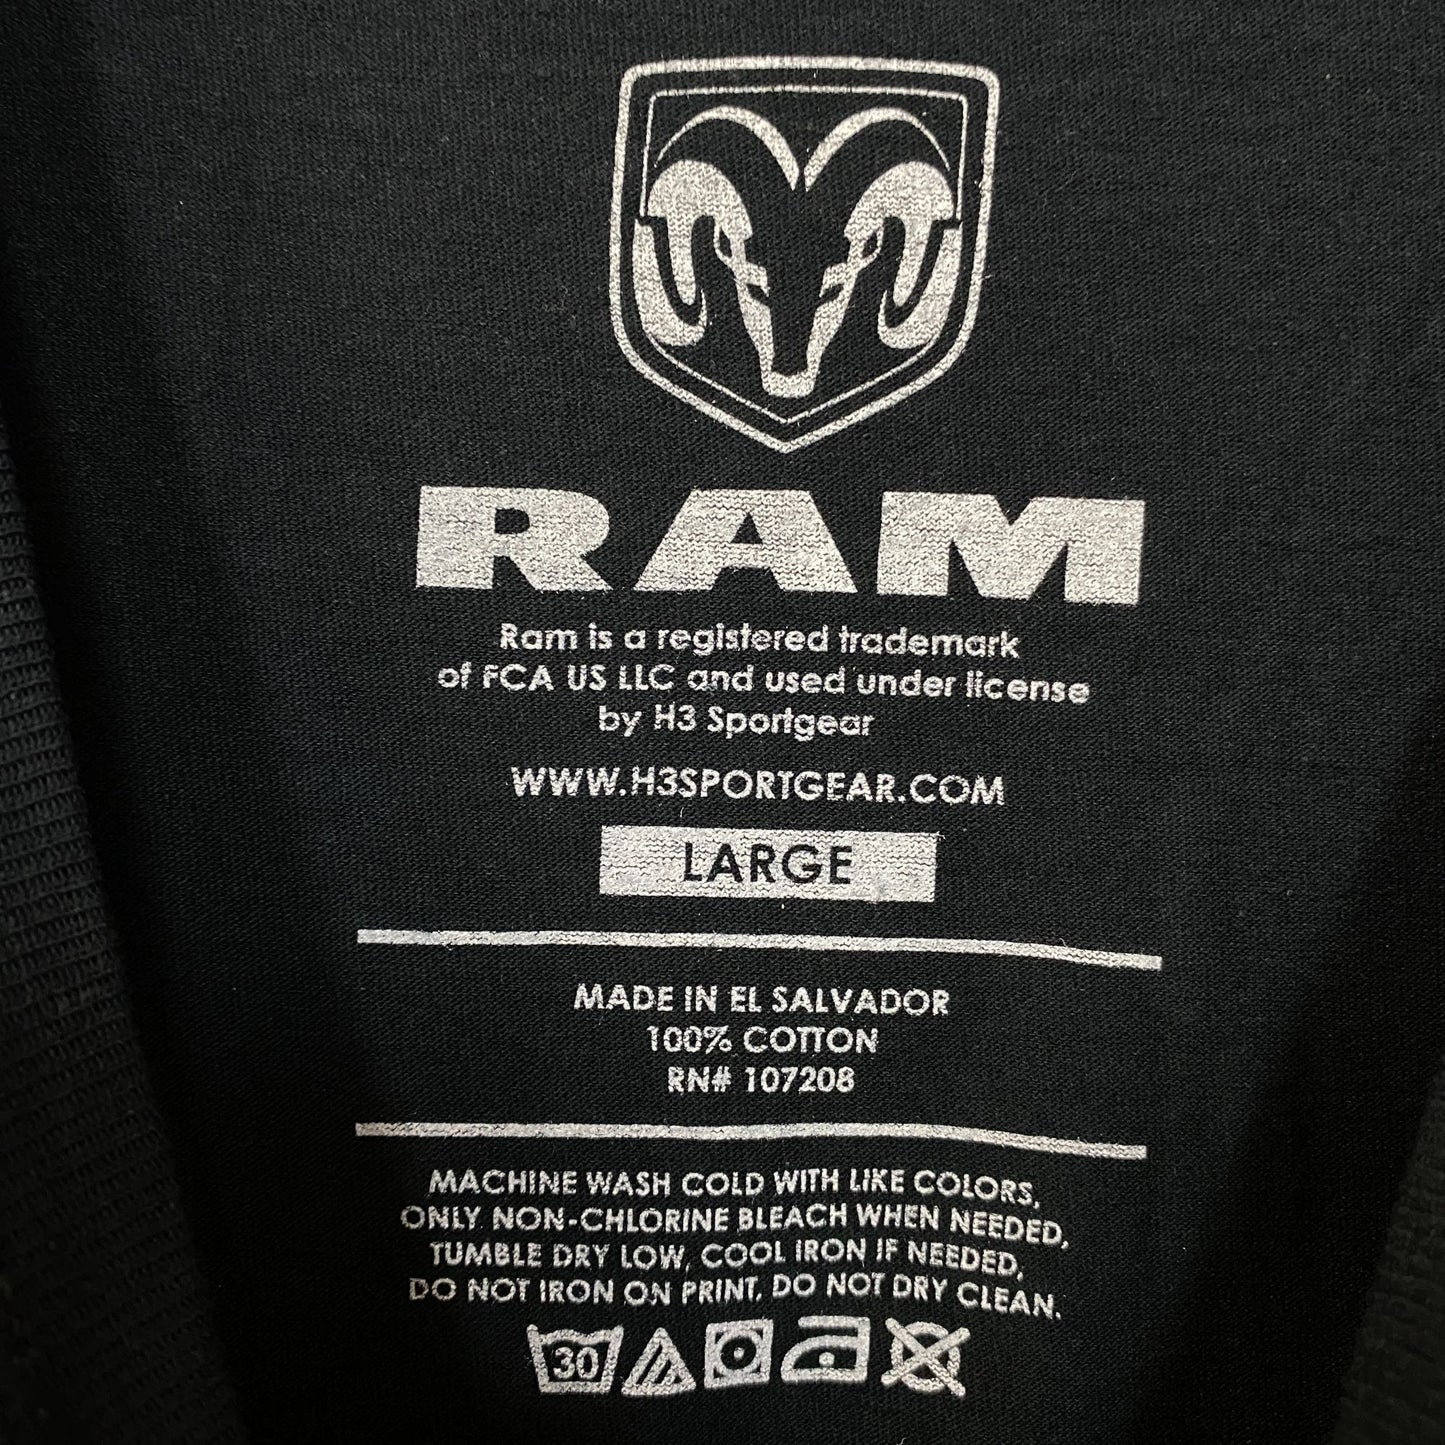 RAM
Ram is a registered trademark
of FCA US LLC and used under license
by H3 Sportgear
WWW.H3SPORTGEAR.COM
LARGE
MADE IN EL SALVADOR
100% COTTON
RN# 107208
MACHINE WASH COLD WITH LIKE COLORS,
ONLY NON-CHLORINE BLEACH WHEN NEEDED,
TUMBLE DRY LOW, COOL IRON IF NEEDED,
DO NOT IRON ON PRINT, DO NOT DRY CLEAN.
30